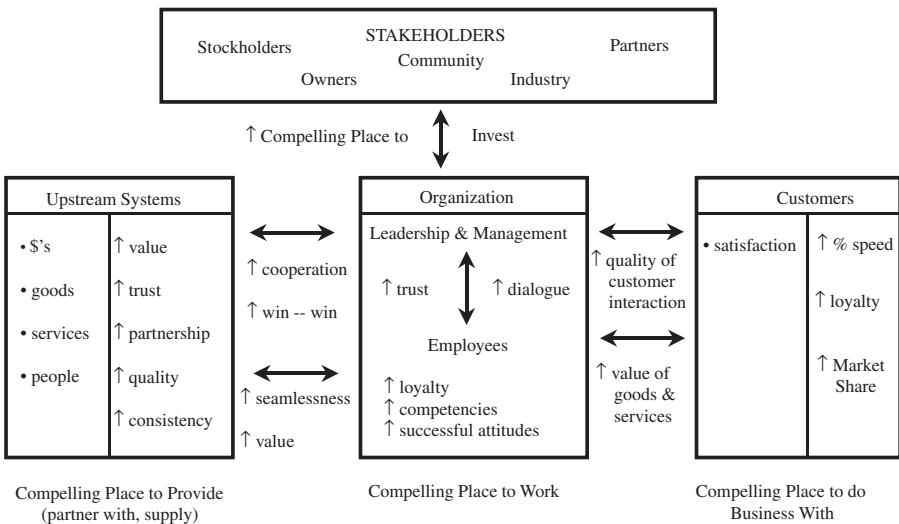 STAKEHOLDERS
Stockholders
Partners
Community
Owners
Industry
↑ Compelling Place to
Invest
Upstream Systems
• $'s
• goods
• services
• people
↑ value
↑ trust
↑ partnership
↑ quality
↑ consistency
↑ cooperation
↑ win -- win
↑ seamlessness
↑ value
Organization
Leadership & Management
↑ trust
↑ dialogue
Employees
↑ loyalty
↑ competencies
↑ successful attitudes
↑ quality of
customer
interaction
↑ value of
goods &
services
Customers
• satisfaction
↑ % speed
↑ loyalty
↑ Market
Share
Compelling Place to Provide
(partner with, supply)
Compelling Place to Work
Compelling Place to do
Business With